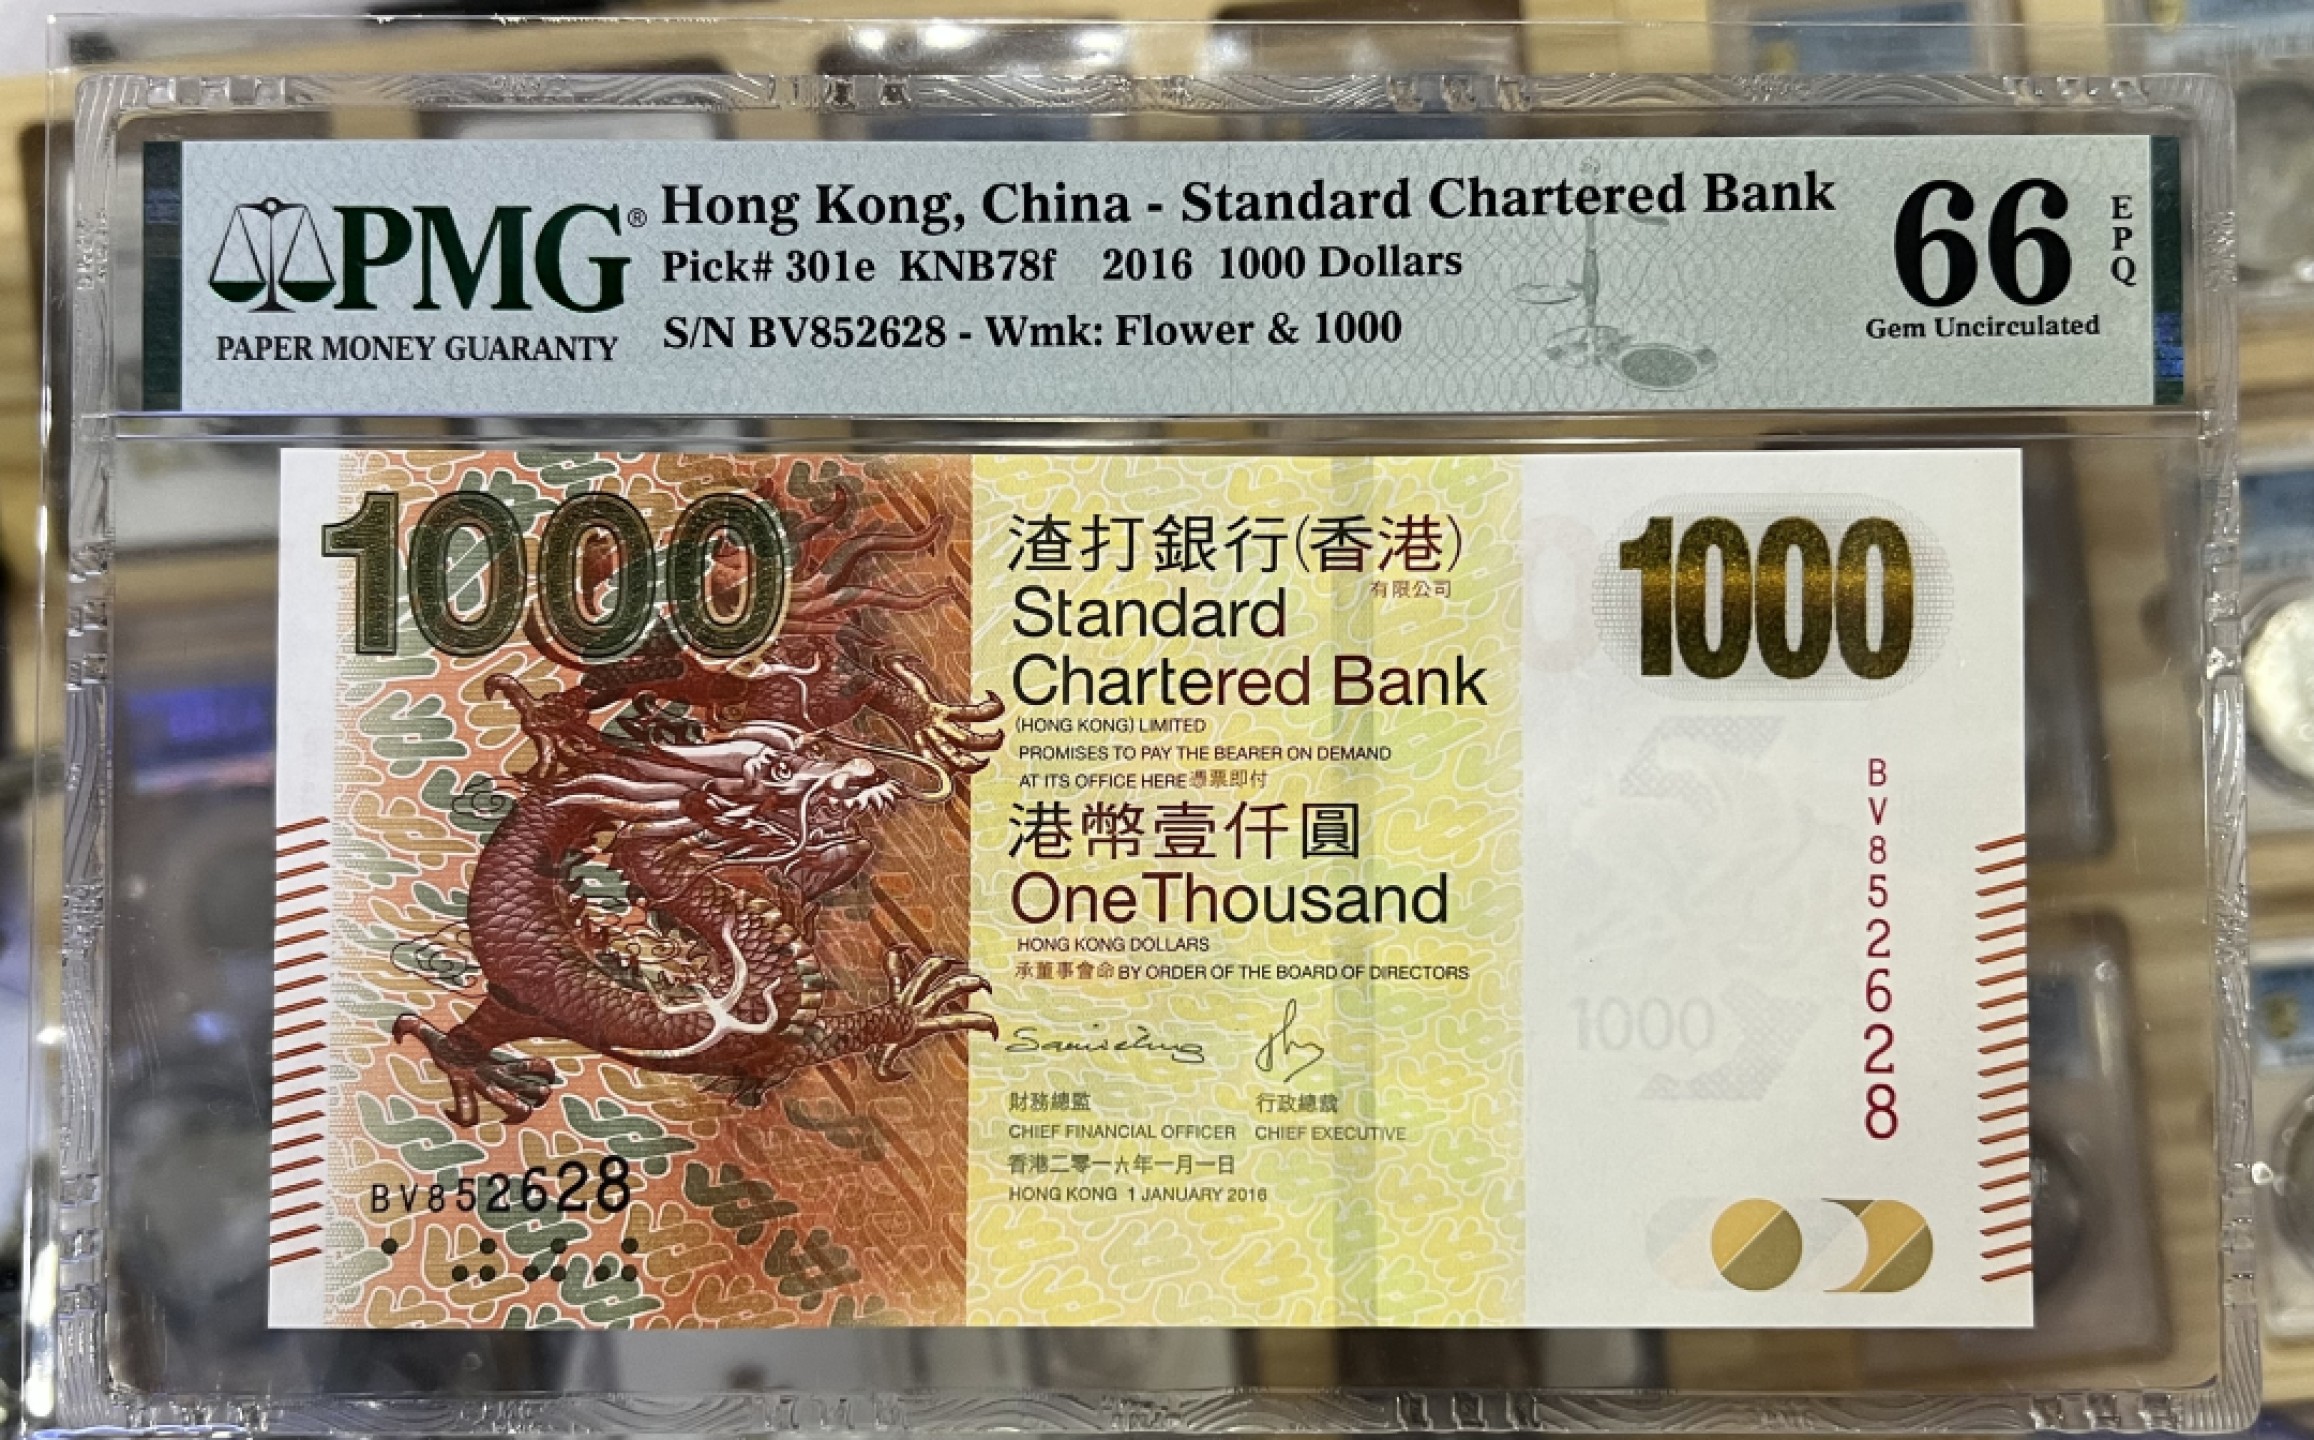 PMG®
PAPER MONEY GUARANTY
Hong Kong, China - Standard Chartered Bank
Pick# 301e KNB78f 2016 1000 Dollars
S/N BV852628 - Wmk: Flower & 1000
66
EPQ
Gem Uncirculated
1000
渣打銀行(香港)
有限公司
Standard
Chartered Bank
(HONG KONG) LIMITED
PROMISES TO PAY THE BEARER ON DEMAND
AT ITS OFFICE HERE 憑票即付
港幣壹仟圓
One Thousand
HONG KONG DOLLARS
承董事會命 BY ORDER OF THE BOARD OF DIRECTORS
財務總監 行政總裁
CHIEF FINANCIAL OFFICER CHIEF EXECUTIVE
香港二零一六年一月一日
HONG KONG 1 JANUARY 2016
BV852628
1000
BV852628
1000